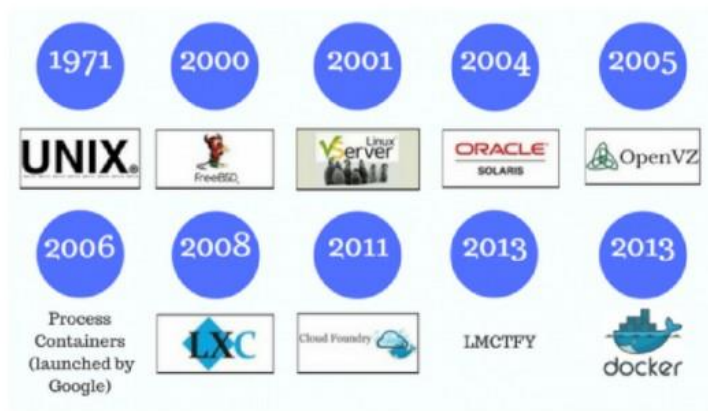 1971
2000
2001
2004
2005
UNIX®
FreeBSD
Linux
VServer
ORACLE
SOLARIS
OpenVZ
2006
2008
2011
2013
2013
Process
Containers
(launched by
Google)
LXC
Cloud Foundry
LMCTFY
docker